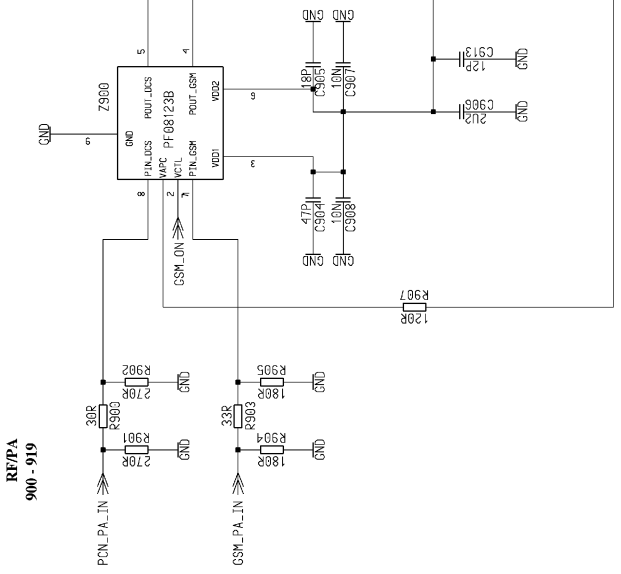 GND
GND
5
4
18P
C905
10N
C907
C913
12P
GND
Z900
POUT_DCS
POUT_GSM
VDD2
6
C906
2U2
GND
GND
9
GND
PF08123B
PIN_DCS
VAPC
VCTL
PIN_GSM
VDD1
3
8
2
7
1
GSM_ON
47P
C904
10N
C908
GND
GND
R907
120R
R902
270R
GND
R905
180R
GND
30R
R900
33R
R903
R901
270R
GND
R904
180R
GND
RF/PA
900 - 919
PCN_PA_IN
GSM_PA_IN